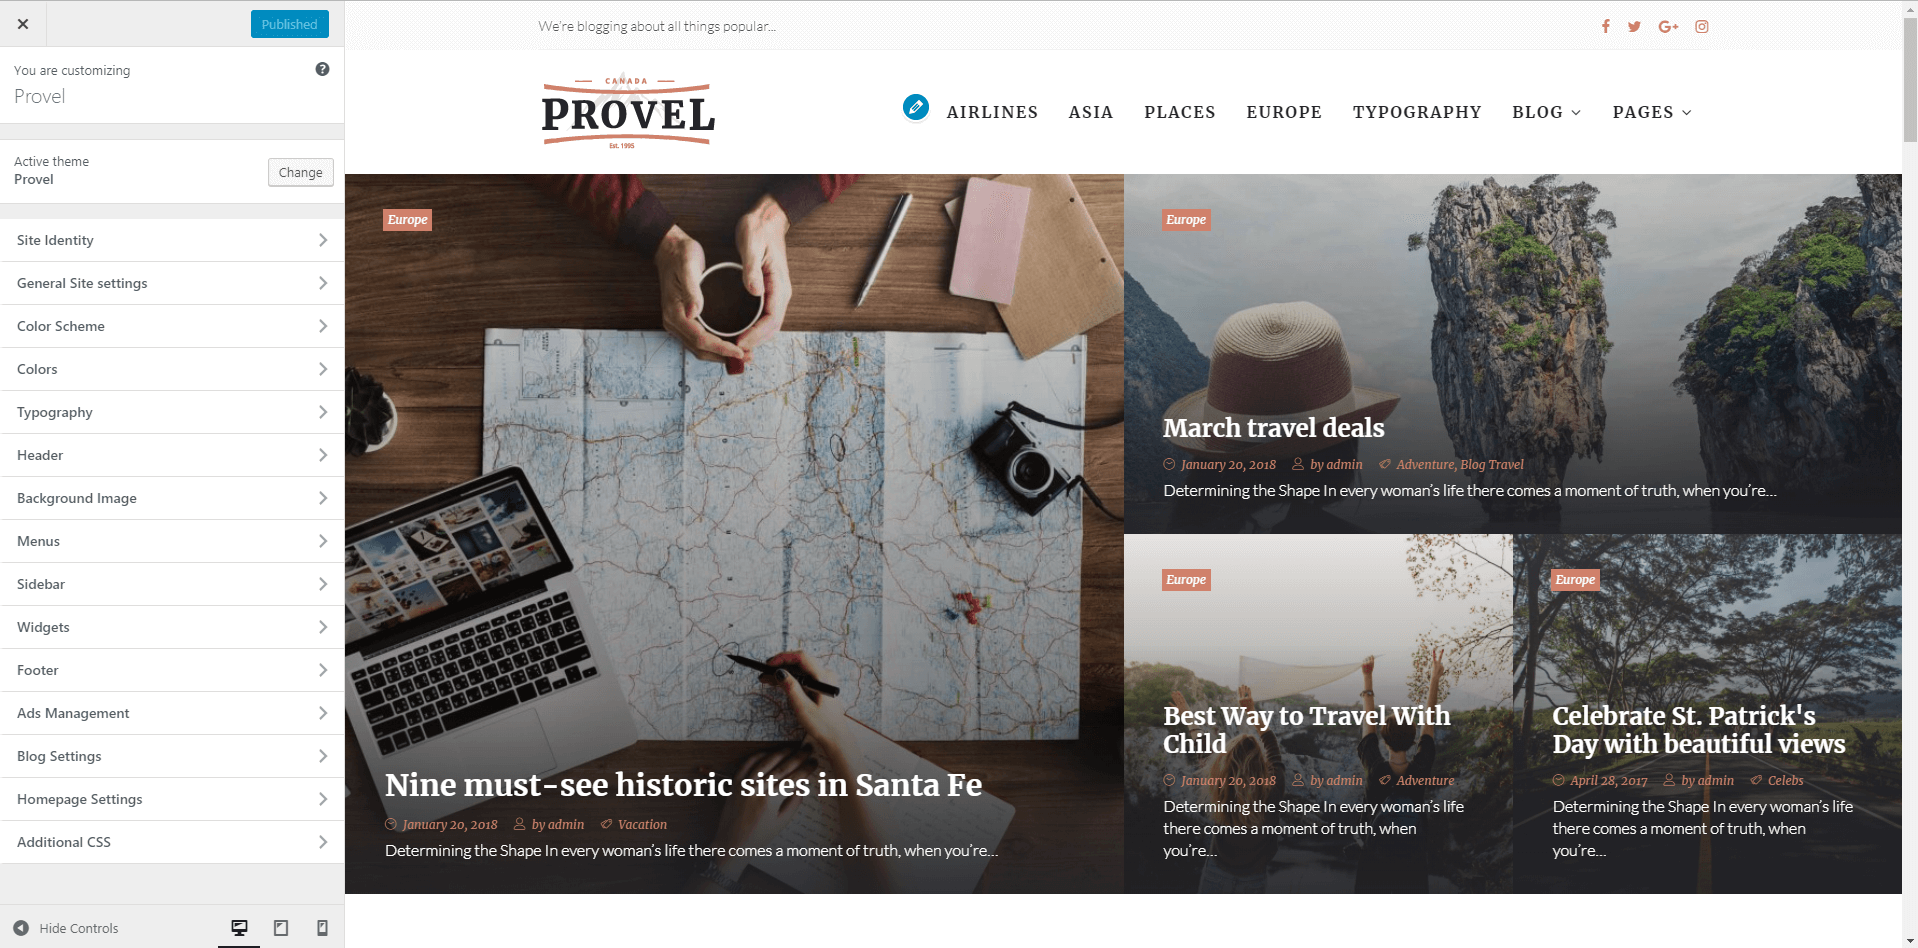 Published
You are customizing
Provel
Active theme
Provel
Change
Site Identity
General Site settings
Color Scheme
Colors
Typography
Header
Background Image
Menus
Sidebar
Widgets
Footer
Ads Management
Blog Settings
Homepage Settings
Additional CSS
Hide Controls
We're blogging about all things popular...
CANADA
PROVEL
Est. 1995
AIRLINES ASIA PLACES EUROPE TYPOGRAPHY BLOG PAGES
Europe
Nine must-see historic sites in Santa Fe
January 20, 2018 by admin Vacation
Determining the Shape In every woman's life there comes a moment of truth, when you're...
Europe
March travel deals
January 20, 2018 by admin Adventure, Blog Travel
Determining the Shape In every woman's life there comes a moment of truth, when you're...
Europe
Best Way to Travel With
Child
January 20, 2018 by admin Adventure
Determining the Shape In every woman's life
there comes a moment of truth, when
you're...
Europe
Celebrate St. Patrick's
Day with beautiful views
April 28, 2017 by admin Celebs
Determining the Shape In every woman's life
there comes a moment of truth, when
you're...